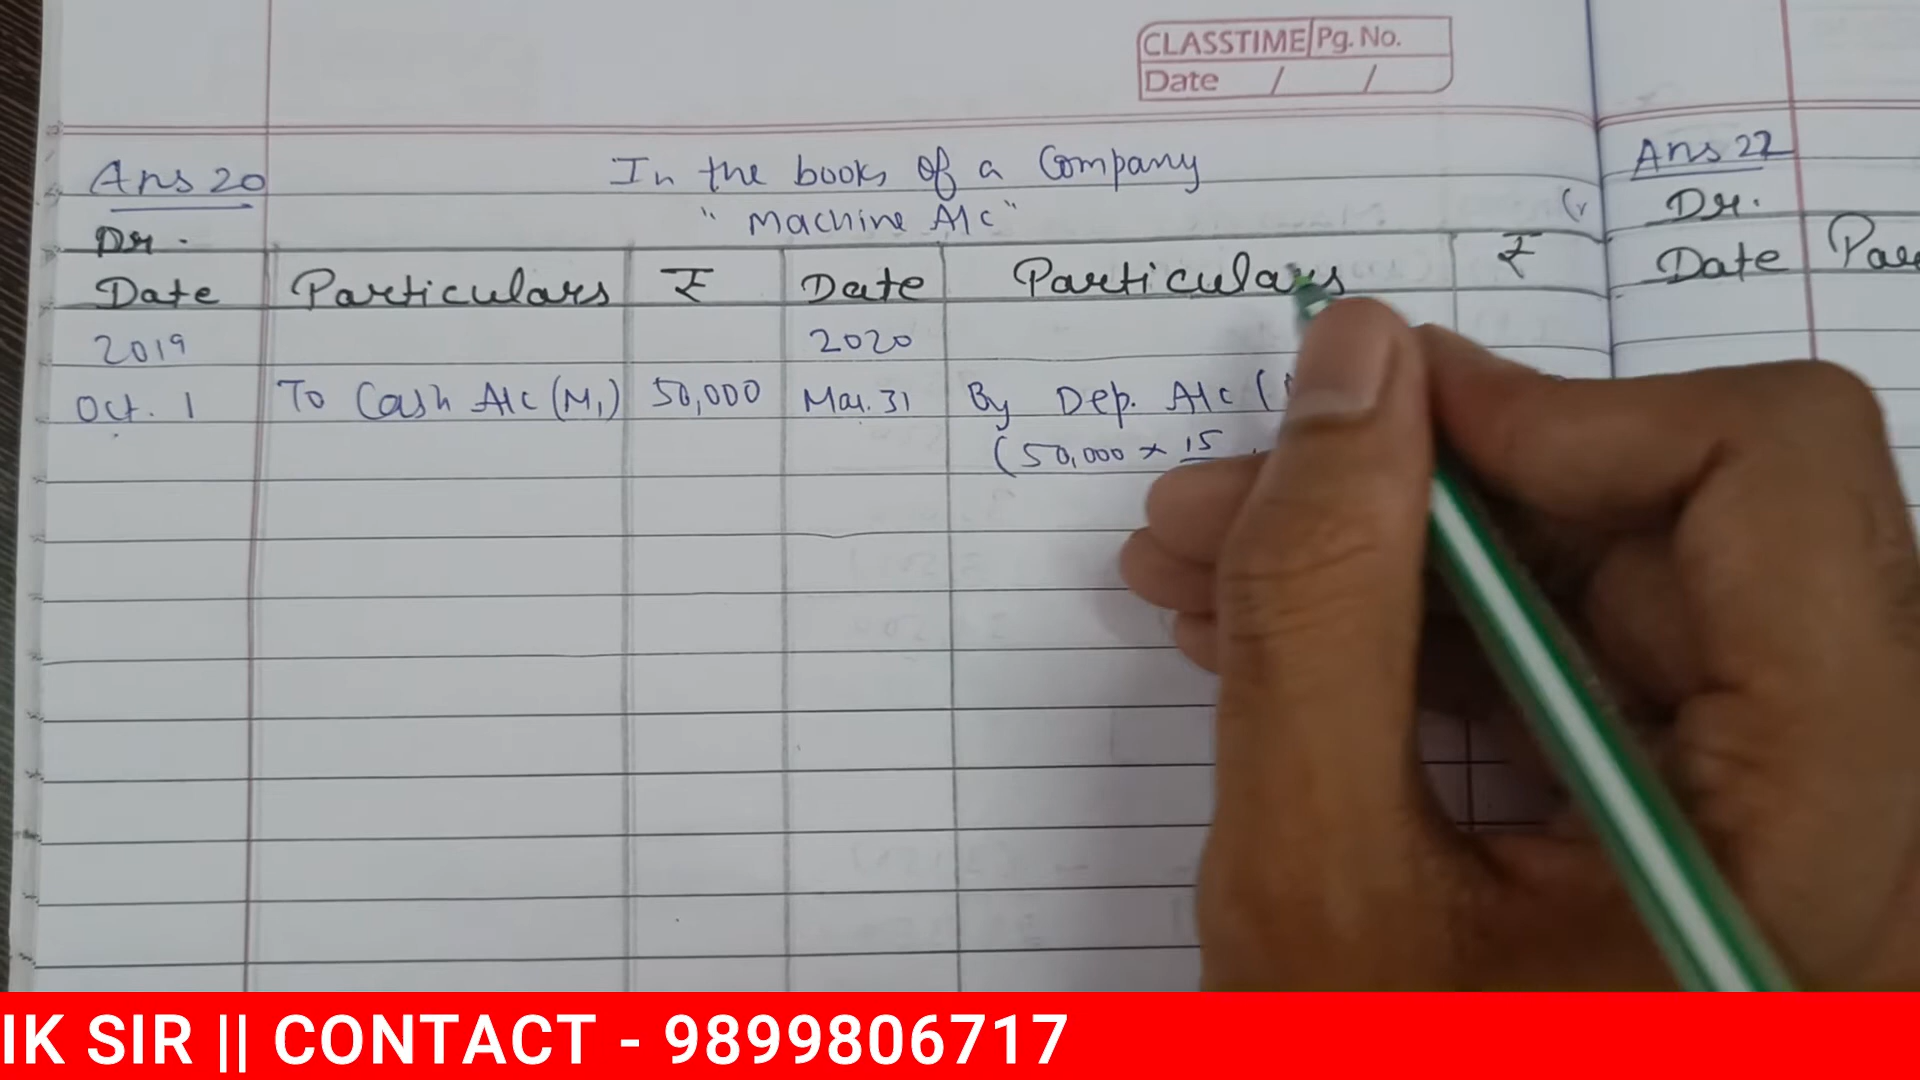 CLASSTIME Pg. No.
Date / /
Ans 20 In the books of a Company
" Machine A/c "
Dr.
Date Particulars ₹ Date Particulars ₹
2019 2020
Oct. 1 To Cash A/c (M1) 50,000 Mar. 31 By Dep. A/c (
(50,000 × 15
Ans 22
Dr.
Date Par
IK SIR || CONTACT - 9899806717